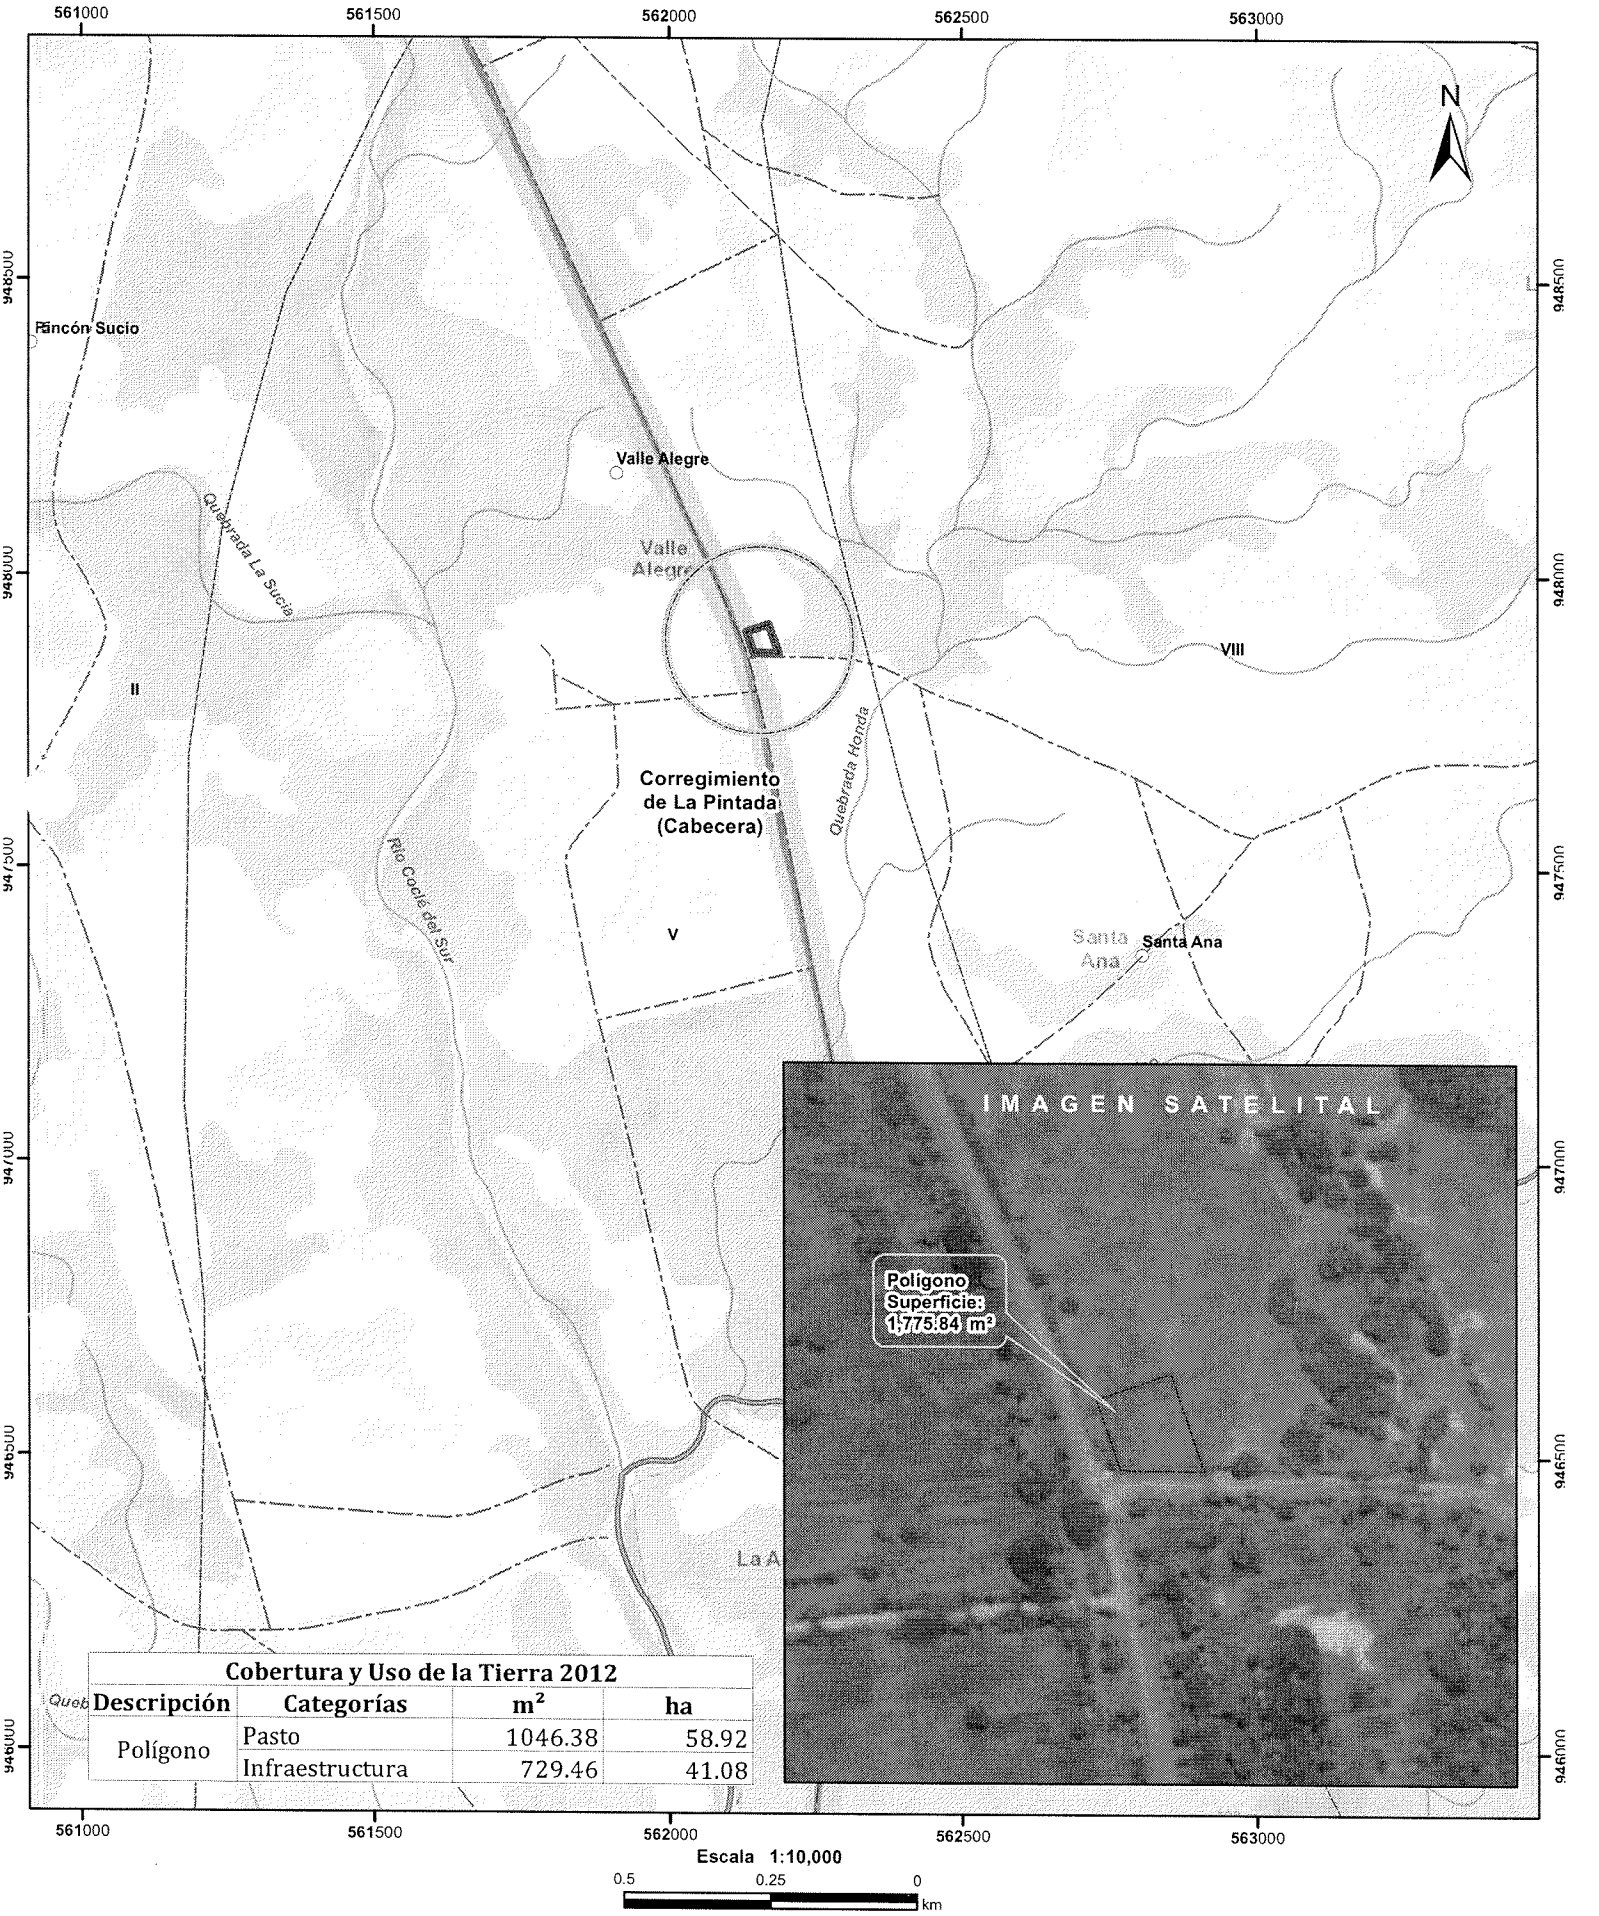 561000
561500
562000
562500
563000
N
948500
948500
Rincón Sucio
Valle Alegre
Quebrada La Sucia
Valle
Alegre
948000
948000
VIII
II
Quebrada Honda
Corregimiento
de La Pintada
(Cabecera)
947500
947500
Río Coclé del Sur
V
Santa
Ana
Santa Ana
IMAGEN SATELITAL
947000
947000
Polígono
Superficie:
1,775.84 m²
946500
946500
La A
Cobertura y Uso de la Tierra 2012
Queb
Descripción Categorías m² ha
Polígono
Pasto 1046.38 58.92
Infraestructura 729.46 41.08
946000
946000
561000
561500
562000
562500
563000
Escala 1:10,000
0.5 0.25 0
km